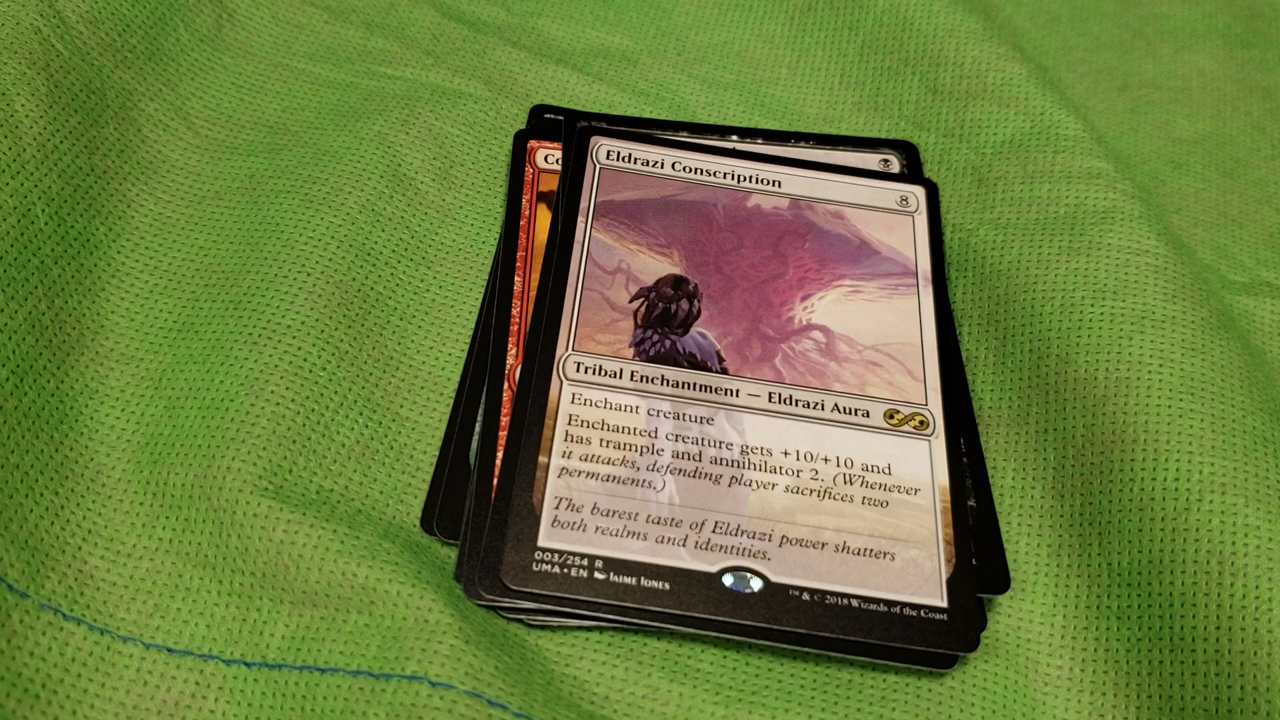 Co
Eldrazi Conscription
8
Tribal Enchantment — Eldrazi Aura
Enchant creature
Enchanted creature gets +10/+10 and
has trample and annihilator 2. (Whenever
it attacks, defending player sacrifices two
permanents.)
The barest taste of Eldrazi power shatters
both realms and identities.
003/254 R
UMA • EN Jaime Jones
™ & © 2018 Wizards of the Coast